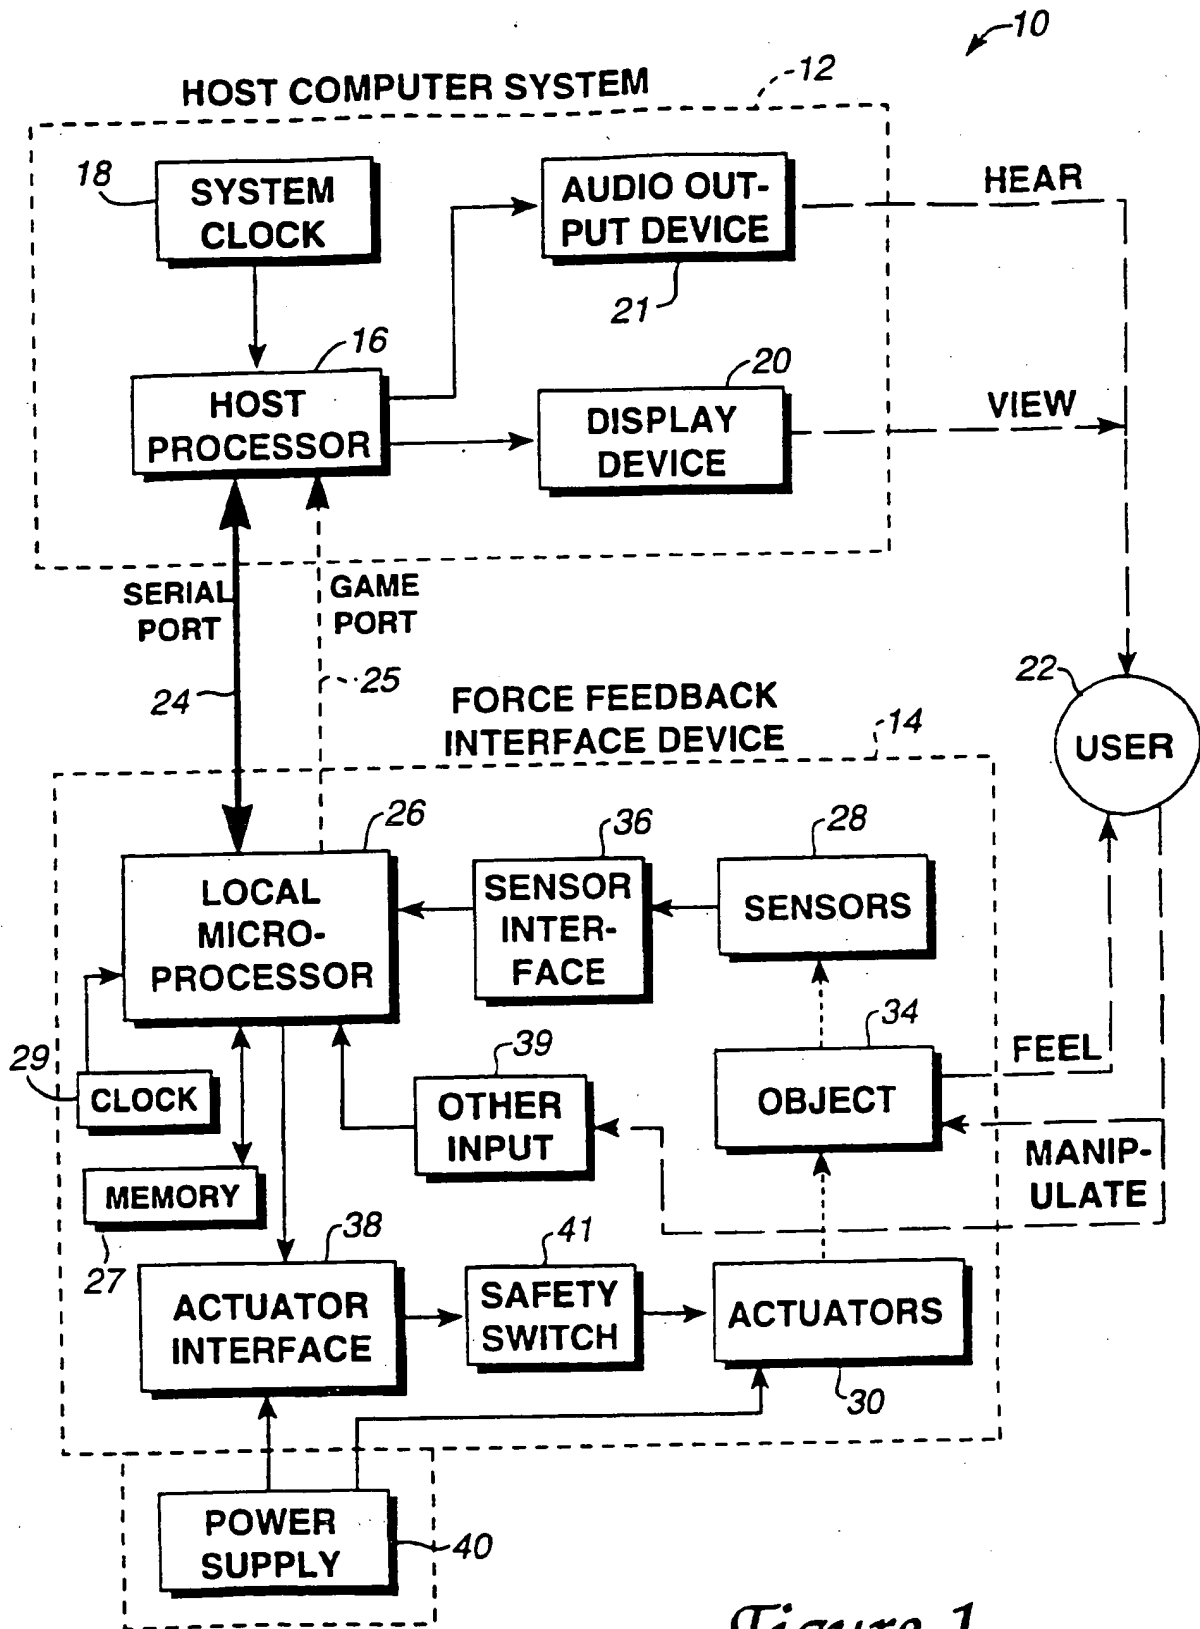 10
HOST COMPUTER SYSTEM
12
18
SYSTEM
CLOCK
AUDIO OUT-
PUT DEVICE
21
HEAR
16
HOST
PROCESSOR
20
DISPLAY
DEVICE
VIEW
SERIAL
PORT
GAME
PORT
24
25
FORCE FEEDBACK
INTERFACE DEVICE
14
22
USER
26
LOCAL
MICRO-
PROCESSOR
36
SENSOR
INTER-
FACE
28
SENSORS
29
CLOCK
39
OTHER
INPUT
34
OBJECT
FEEL
MANIP-
ULATE
MEMORY
27
38
ACTUATOR
INTERFACE
41
SAFETY
SWITCH
ACTUATORS
30
POWER
SUPPLY
40
Figure 1